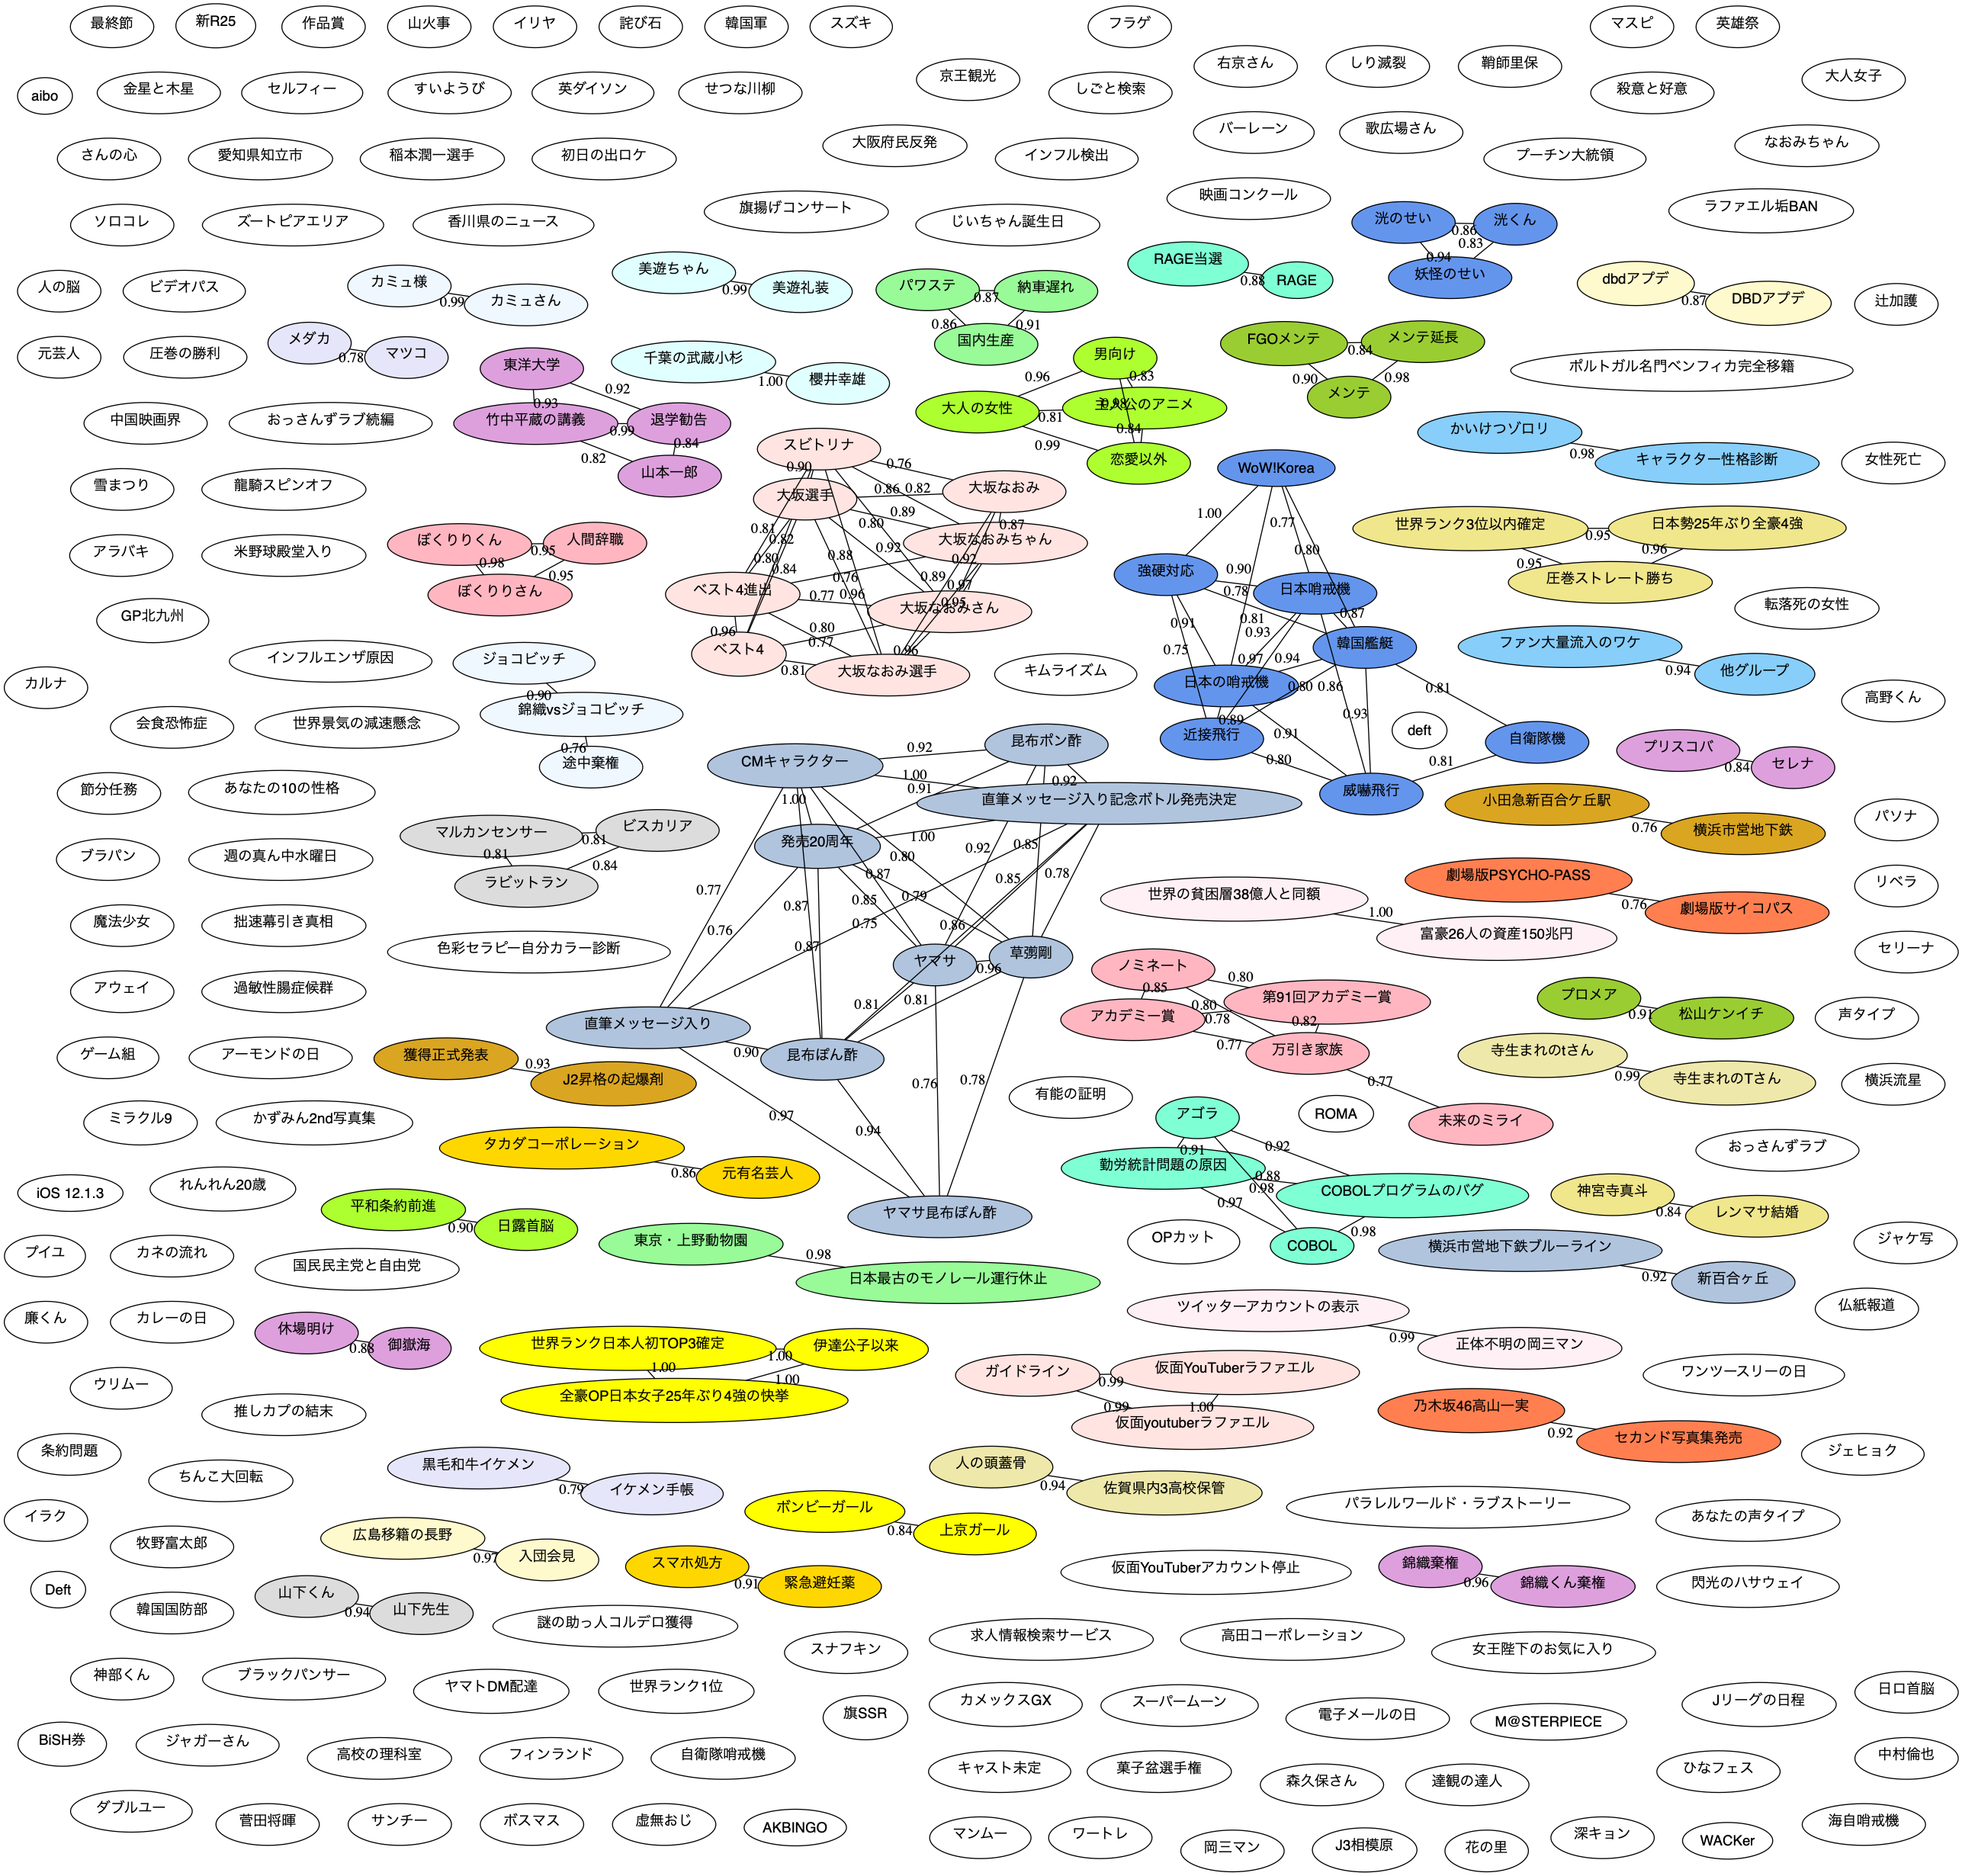 最終節
新R25
作品賞
山火事
イリヤ
詫び石
韓国軍
スズキ
フラゲ
マスピ
英雄祭
aibo
金星と木星
セルフィー
すいようび
英ダイソン
せつな川柳
京王観光
しごと検索
右京さん
しり滅裂
鞘師里保
殺意と好意
大人女子
さんの心
愛知県知立市
稲本潤一選手
初日の出ロケ
大阪府民反発
インフル検出
バーレーン
歌広場さん
プーチン大統領
なおみちゃん
ソロコレ
ズートピアエリア
香川県のニュース
旗揚げコンサート
じいちゃん誕生日
映画コンクール
洸のせい
0.86
洸くん
0.83
0.94
妖怪のせい
ラファエル垢BAN
人の脳
ビデオパス
カミュ様
0.99
カミュさん
美遊ちゃん
0.99
美遊礼装
パワステ
0.87
納車遅れ
0.86
0.91
国内生産
RAGE当選
0.88
RAGE
dbdアプデ
0.87
DBDアプデ
辻加護
元芸人
圧巻の勝利
メダカ
0.78
マツコ
東洋大学
0.92
0.93
竹中平蔵の講義
0.99
退学勧告
0.84
0.82
山本一郎
千葉の武蔵小杉
1.00
櫻井幸雄
男向け
0.96
0.83
大人の女性
0.81
主人公のアニメ
0.98
0.84
0.99
恋愛以外
FGOメンテ
0.84
メンテ延長
0.90
0.98
メンテ
ポルトガル名門ベンフィカ完全移籍
中国映画界
おっさんずラブ続編
かいけつゾロリ
0.98
キャラクター性格診断
女性死亡
雪まつり
龍騎スピンオフ
スビトリナ
0.90
0.76
大坂選手
0.86
0.82
大坂なおみ
0.89
0.87
0.81
0.82
0.80
大坂なおみちゃん
0.80
0.84
0.88
0.92
0.92
0.76
0.89
0.97
ベスト4進出
0.77
0.96
0.95
大坂なおみさん
0.96
0.80
0.77
0.96
ベスト4
0.81
大坂なおみ選手
WoW!Korea
1.00
0.77
0.80
強硬対応
0.90
0.78
日本哨戒機
0.87
0.91
0.81
0.93
韓国艦艇
0.75
0.97
0.94
日本の哨戒機
0.80
0.86
0.81
近接飛行
0.89
0.91
0.93
自衛隊機
0.80
0.81
威嚇飛行
世界ランク3位以内確定
0.95
日本勢25年ぶり全豪4強
0.95
0.96
圧巻ストレート勝ち
アラバキ
米野球殿堂入り
ぼくりりくん
0.95
人間辞職
0.98
0.95
ぼくりりさん
GP北九州
転落死の女性
インフルエンザ原因
ジョコビッチ
0.90
錦織vsジョコビッチ
0.76
途中棄権
キムライズム
ファン大量流入のワケ
0.94
他グループ
カルナ
会食恐怖症
世界景気の減速懸念
deft
高野くん
プリスコバ
0.84
セレナ
節分任務
あなたの10の性格
CMキャラクター
0.92
昆布ポン酢
1.00
0.91
0.92
1.00
直筆メッセージ入り記念ボトル発売決定
発売20周年
1.00
0.80
0.92
0.85
0.87
0.85
0.78
0.77
0.79
0.85
0.87
0.75
0.86
0.76
0.87
ヤマサ
0.96
草彅剛
0.81
0.81
直筆メッセージ入り
0.90
昆布ぽん酢
0.76
0.78
0.97
0.94
ヤマサ昆布ぽん酢
小田急新百合ケ丘駅
0.76
横浜市営地下鉄
パソナ
マルカンセンサー
0.81
ビスカリア
0.81
0.84
ラビットラン
ブラパン
週の真ん中水曜日
世界の貧困層38億人と同額
1.00
富豪26人の資産150兆円
劇場版PSYCHO-PASS
0.76
劇場版サイコパス
リベラ
魔法少女
拙速幕引き真相
色彩セラピー自分カラー診断
セリーナ
アウェイ
過敏性腸症候群
ノミネート
0.80
0.85
第91回アカデミー賞
0.80
アカデミー賞
0.78
0.82
0.77
万引き家族
0.77
未来のミライ
プロメア
0.91
松山ケンイチ
声タイプ
ゲーム組
アーモンドの日
獲得正式発表
0.93
J2昇格の起爆剤
有能の証明
ROMA
寺生まれのtさん
0.99
寺生まれのTさん
横浜流星
ミラクル9
かずみん2nd写真集
タカダコーポレーション
0.86
元有名芸人
アゴラ
0.91
0.92
勤労統計問題の原因
0.88
0.98
COBOLプログラムのバグ
0.97
0.98
COBOL
おっさんずラブ
iOS 12.1.3
れんれん20歳
平和条約前進
0.90
日露首脳
東京・上野動物園
0.98
日本最古のモノレール運行休止
OPカット
神宮寺真斗
0.84
レンマサ結婚
プイユ
カネの流れ
国民民主党と自由党
横浜市営地下鉄ブルーライン
0.92
新百合ヶ丘
ジャケ写
廉くん
カレーの日
休場明け
0.88
御嶽海
世界ランク日本人初TOP3確定
1.00
伊達公子以来
1.00
1.00
全豪OP日本女子25年ぶり4強の快挙
ツイッターアカウントの表示
0.99
正体不明の岡三マン
仏紙報道
ウリムー
推しカプの結末
ガイドライン
0.99
仮面YouTuberラファエル
0.99
1.00
仮面youtuberラファエル
ワンツースリーの日
乃木坂46高山一実
0.92
セカンド写真集発売
条約問題
ちんこ大回転
黒毛和牛イケメン
0.79
イケメン手帳
人の頭蓋骨
0.94
佐賀県内3高校保管
ジェヒョク
イラク
牧野富太郎
広島移籍の長野
0.97
入団会見
ボンビーガール
0.84
上京ガール
パラレルワールド・ラブストーリー
あなたの声タイプ
Deft
韓国国防部
山下くん
0.94
山下先生
スマホ処方
0.91
緊急避妊薬
仮面YouTuberアカウント停止
錦織棄権
0.96
錦織くん棄権
閃光のハサウェイ
謎の助っ人コルデロ獲得
スナフキン
求人情報検索サービス
高田コーポレーション
女王陛下のお気に入り
神部くん
ブラックパンサー
ヤマトDM配達
世界ランク1位
旗SSR
カメックスGX
スーパームーン
電子メールの日
M@STERPIECE
Jリーグの日程
日ロ首脳
BiSH券
ジャガーさん
高校の理科室
フィンランド
自衛隊哨戒機
キャスト未定
菓子盆選手権
森久保さん
達観の達人
ひなフェス
中村倫也
ダブルユー
菅田将暉
サンチー
ボスマス
虚無おじ
AKBINGO
マンムー
ワートレ
岡三マン
J3相模原
花の里
深キョン
WACKer
海自哨戒機